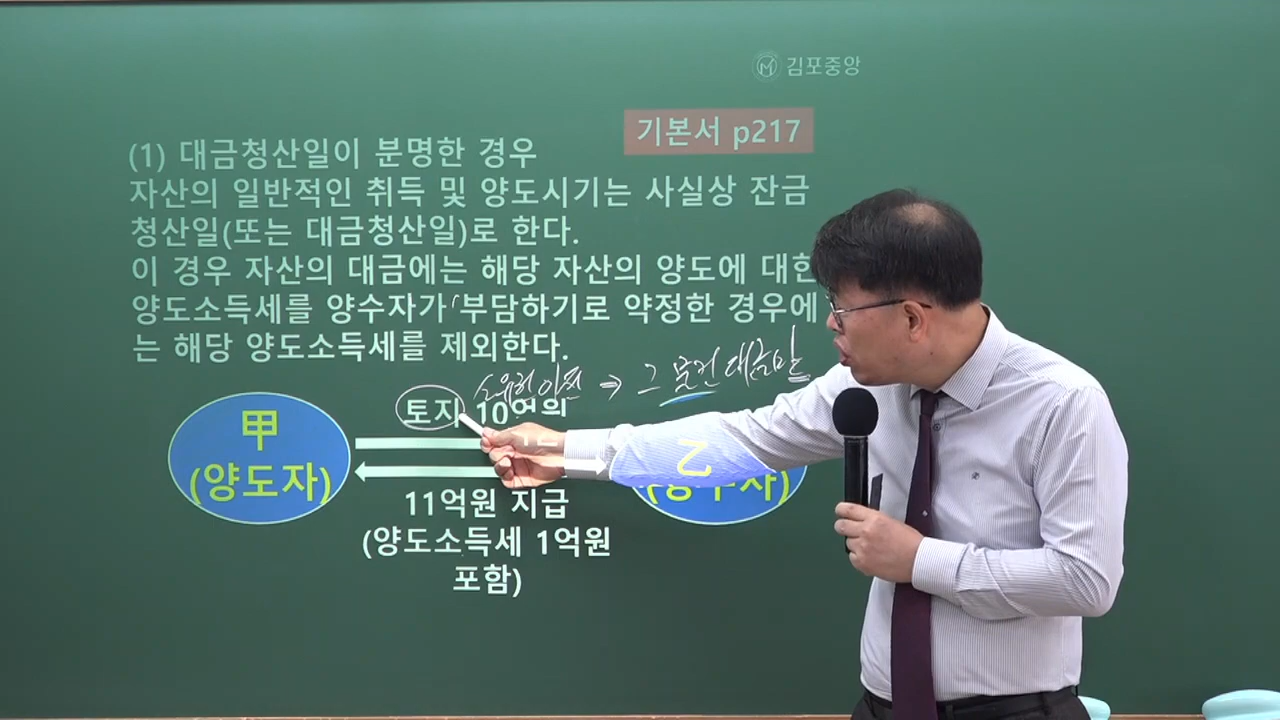 김포중앙
기본서 p217
(1) 대금청산일이 분명한 경우
자산의 일반적인 취득 및 양도시기는 사실상 잔금
청산일(또는 대금청산일)로 한다.
이 경우 자산의 대금에는 해당 자산의 양도에 대한
양도소득세를 양수자가 부담하기로 약정한 경우에
는 해당 양도소득세를 제외한다.
소유권 이전 → 그 물건 대금만
토지 10억원
甲
(양도자)
乙
(양수자)
11억원 지급
(양도소득세 1억원
포함)